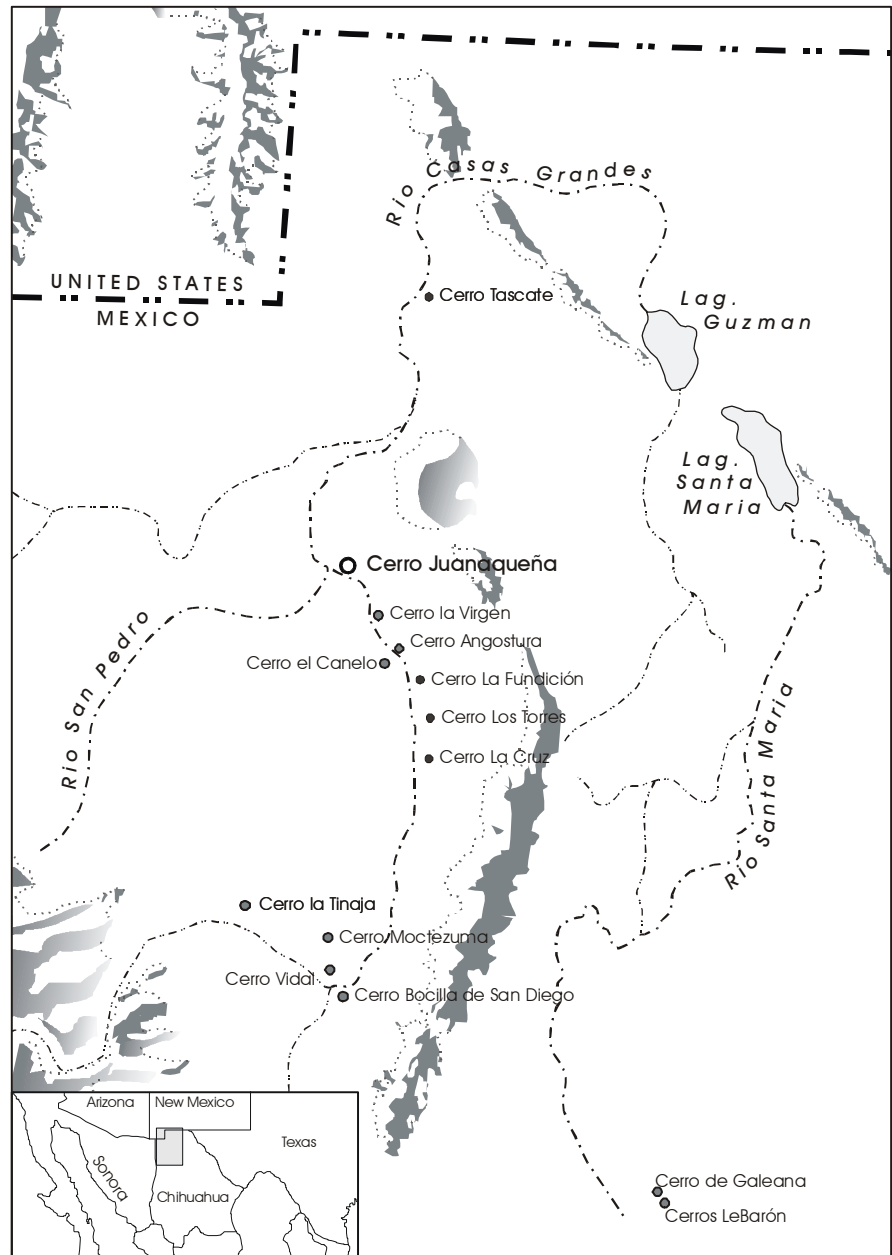 Rio Casas Grandes
UNITED STATES
MEXICO
Cerro Tascate
Lag.
Guzman
Lag.
Santa
Maria
Cerro Juanaqueña
Cerro la Virgen
Cerro Angostura
Cerro el Canelo
Cerro La Fundición
Cerro Los Torres
Cerro La Cruz
Rio San Pedro
Rio Santa Maria
Cerro la Tinaja
Cerro Moctezuma
Cerro Vidal
Cerro Bocilla de San Diego
Arizona
New Mexico
Texas
Sonora
Chihuahua
Cerro de Galeana
Cerros LeBarón